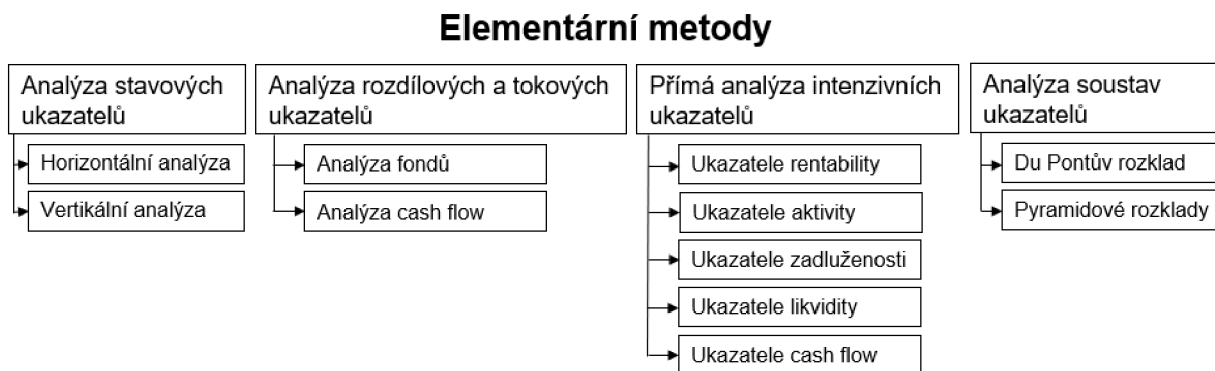 Elementární metody
Analýza stavových
ukazatelů
Horizontální analýza
Vertikální analýza
Analýza rozdílových a tokových
ukazatelů
Analýza fondů
Analýza cash flow
Přímá analýza intenzivních
ukazatelů
Ukazatele rentability
Ukazatele aktivity
Ukazatele zadluženosti
Ukazatele likvidity
Ukazatele cash flow
Analýza soustav
ukazatelů
Du Pontův rozklad
Pyramidové rozklady